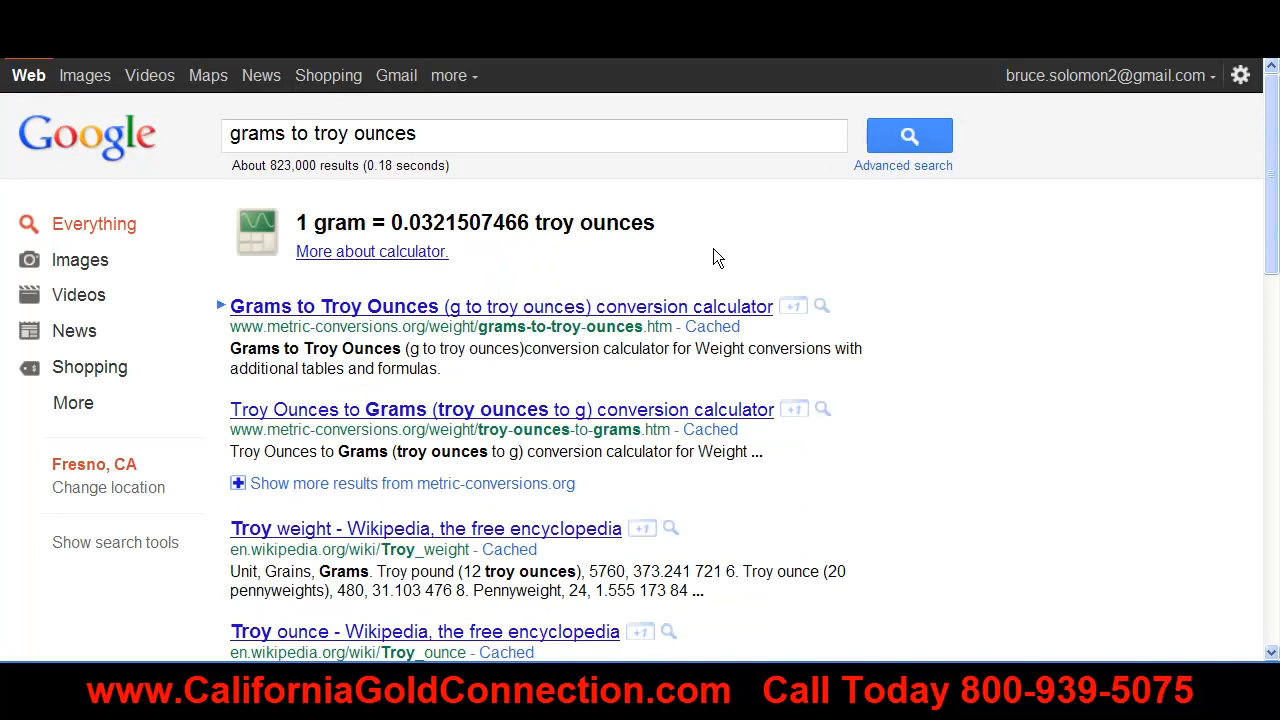 Web Images Videos Maps News Shopping Gmail more bruce.solomon2@gmail.com
Google
grams to troy ounces
About 823,000 results (0.18 seconds)
Advanced search
Everything
Images
Videos
News
Shopping
More
Fresno, CA
Change location
Show search tools
1 gram = 0.0321507466 troy ounces
More about calculator.
Grams to Troy Ounces (g to troy ounces) conversion calculator +1
www.metric-conversions.org/weight/grams-to-troy-ounces.htm - Cached
Grams to Troy Ounces (g to troy ounces)conversion calculator for Weight conversions with
additional tables and formulas.
Troy Ounces to Grams (troy ounces to g) conversion calculator +1
www.metric-conversions.org/weight/troy-ounces-to-grams.htm - Cached
Troy Ounces to Grams (troy ounces to g) conversion calculator for Weight ...
Show more results from metric-conversions.org
Troy weight - Wikipedia, the free encyclopedia +1
en.wikipedia.org/wiki/Troy_weight - Cached
Unit, Grains, Grams. Troy pound (12 troy ounces), 5760, 373.241 721 6. Troy ounce (20
pennyweights), 480, 31.103 476 8. Pennyweight, 24, 1.555 173 84 ...
Troy ounce - Wikipedia, the free encyclopedia +1
en.wikipedia.org/wiki/Troy_ounce - Cached
www.CaliforniaGoldConnection.com Call Today 800-939-5075